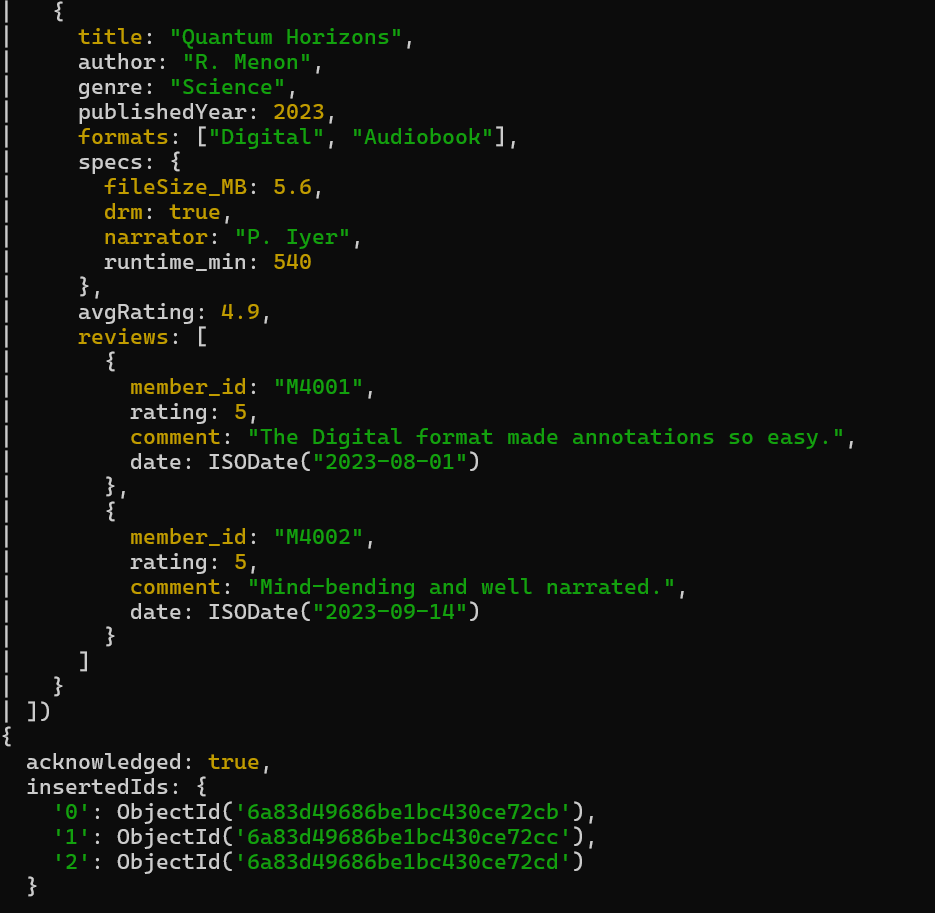 |   {
|     title: "Quantum Horizons",
|     author: "R. Menon",
|     genre: "Science",
|     publishedYear: 2023,
|     formats: ["Digital", "Audiobook"],
|     specs: {
|       fileSize_MB: 5.6,
|       drm: true,
|       narrator: "P. Iyer",
|       runtime_min: 540
|     },
|     avgRating: 4.9,
|     reviews: [
|       {
|         member_id: "M4001",
|         rating: 5,
|         comment: "The Digital format made annotations so easy.",
|         date: ISODate("2023-08-01")
|       },
|       {
|         member_id: "M4002",
|         rating: 5,
|         comment: "Mind-bending and well narrated.",
|         date: ISODate("2023-09-14")
|       }
|     ]
|   }
| ])
{
  acknowledged: true,
  insertedIds: {
    '0': ObjectId('6a83d49686be1bc430ce72cb'),
    '1': ObjectId('6a83d49686be1bc430ce72cc'),
    '2': ObjectId('6a83d49686be1bc430ce72cd')
  }